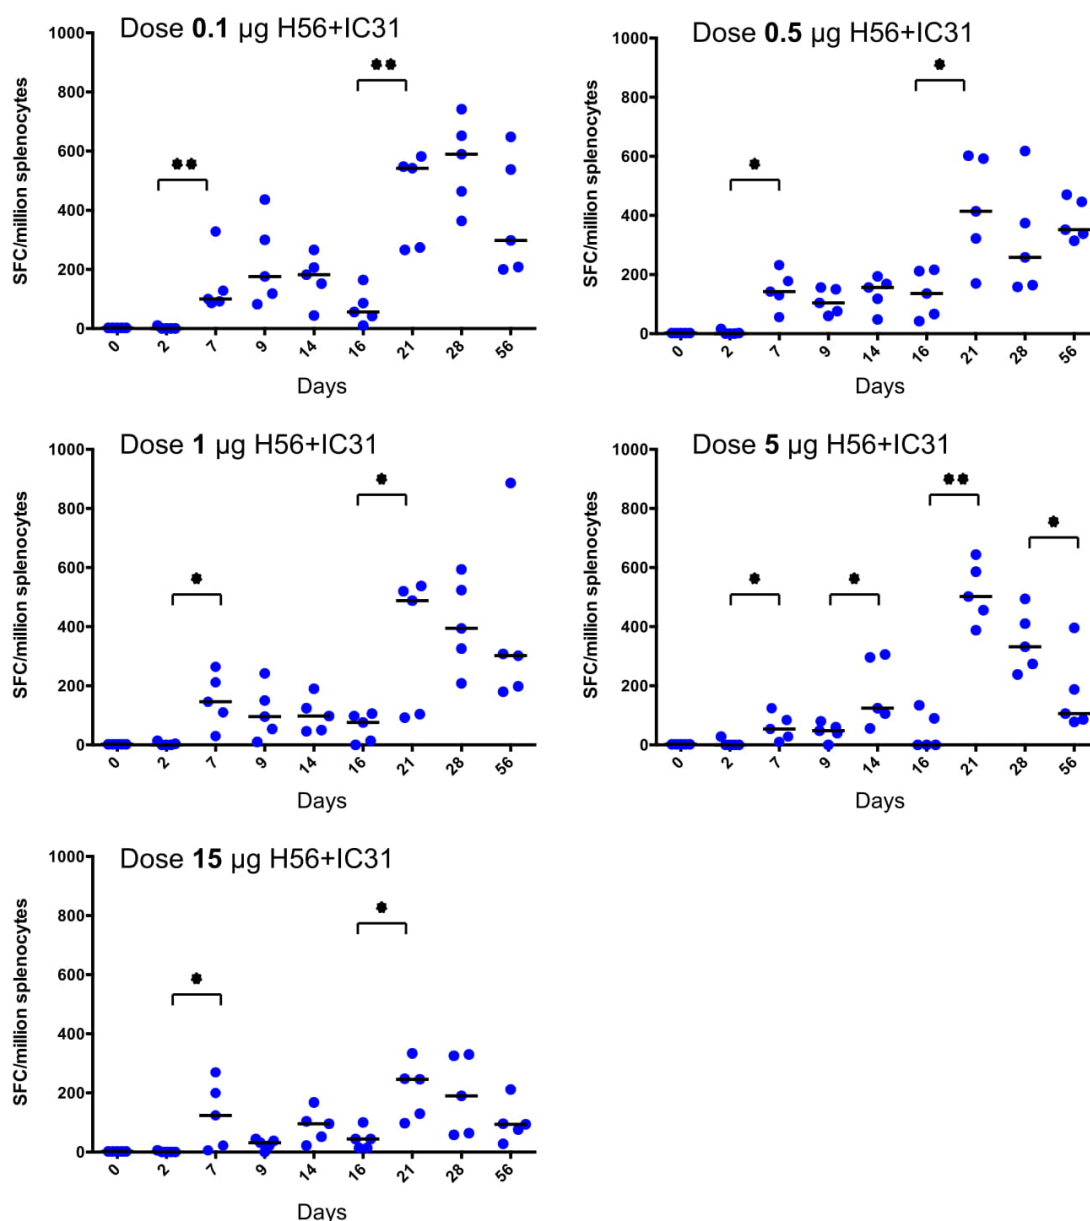 Dose 0.1 µg H56+IC31
SFC/million splenocytes
1000
800
600
400
200
0
**
**
0 2 7 9 14 16 21 28 56
Days
Dose 0.5 µg H56+IC31
SFC/million splenocytes
1000
800
600
400
200
0
*
*
0 2 7 9 14 16 21 28 56
Days
Dose 1 µg H56+IC31
SFC/million splenocytes
1000
800
600
400
200
0
*
*
0 2 7 9 14 16 21 28 56
Days
Dose 5 µg H56+IC31
SFC/million splenocytes
1000
800
600
400
200
0
**
*
* *
0 2 7 9 14 16 21 28 56
Days
Dose 15 µg H56+IC31
SFC/million splenocytes
1000
800
600
400
200
0
*
*
0 2 7 9 14 16 21 28 56
Days